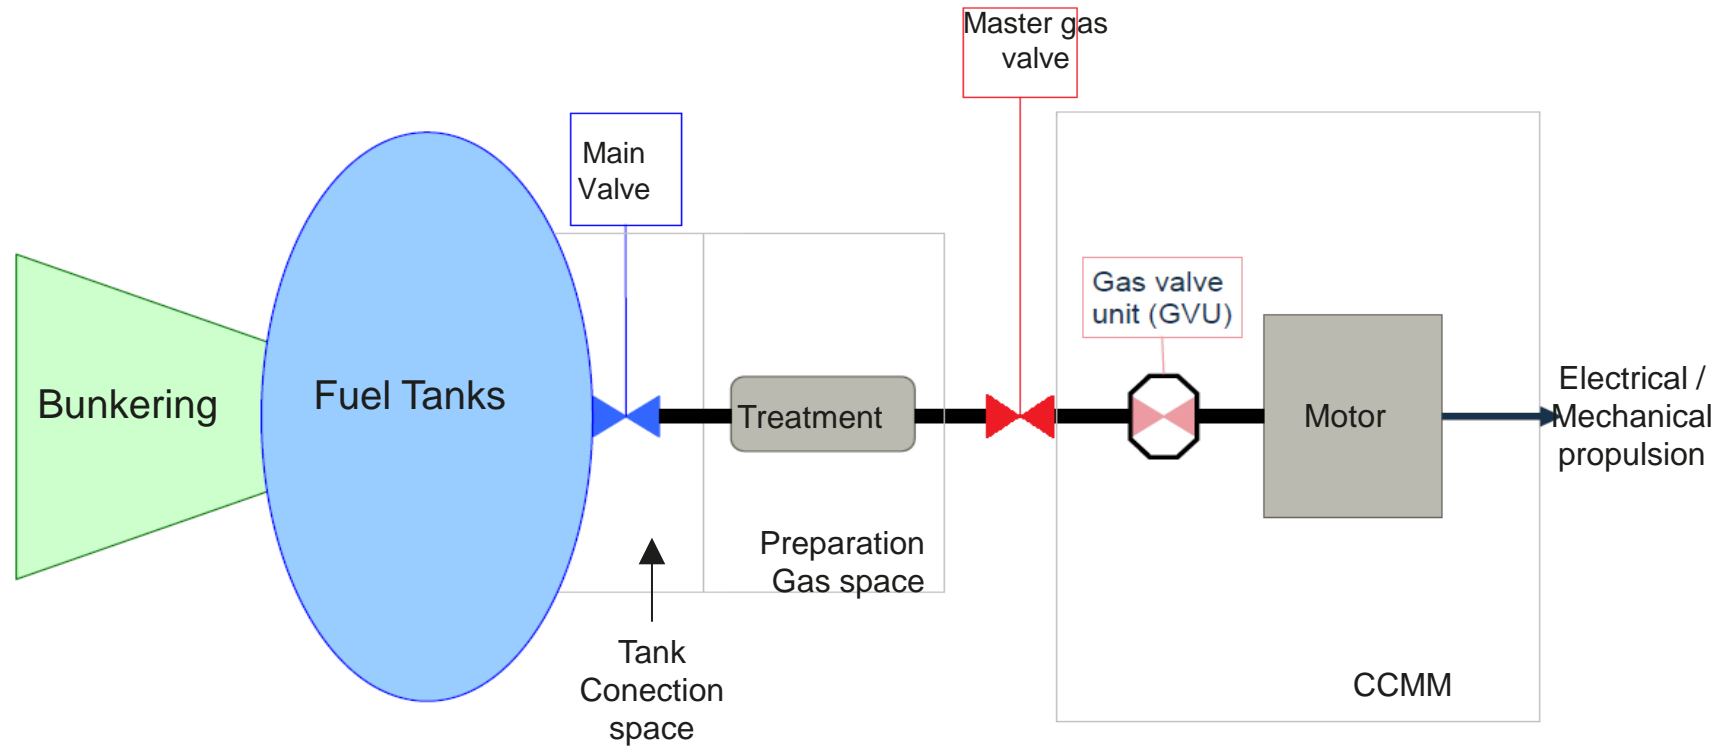 Master gas
valve
Main
Valve
Gas valve
unit (GVU)
Bunkering
Fuel Tanks
Treatment
Motor
Electrical /
Mechanical
propulsion
Preparation
Gas space
Tank
Conection
space
CCMM